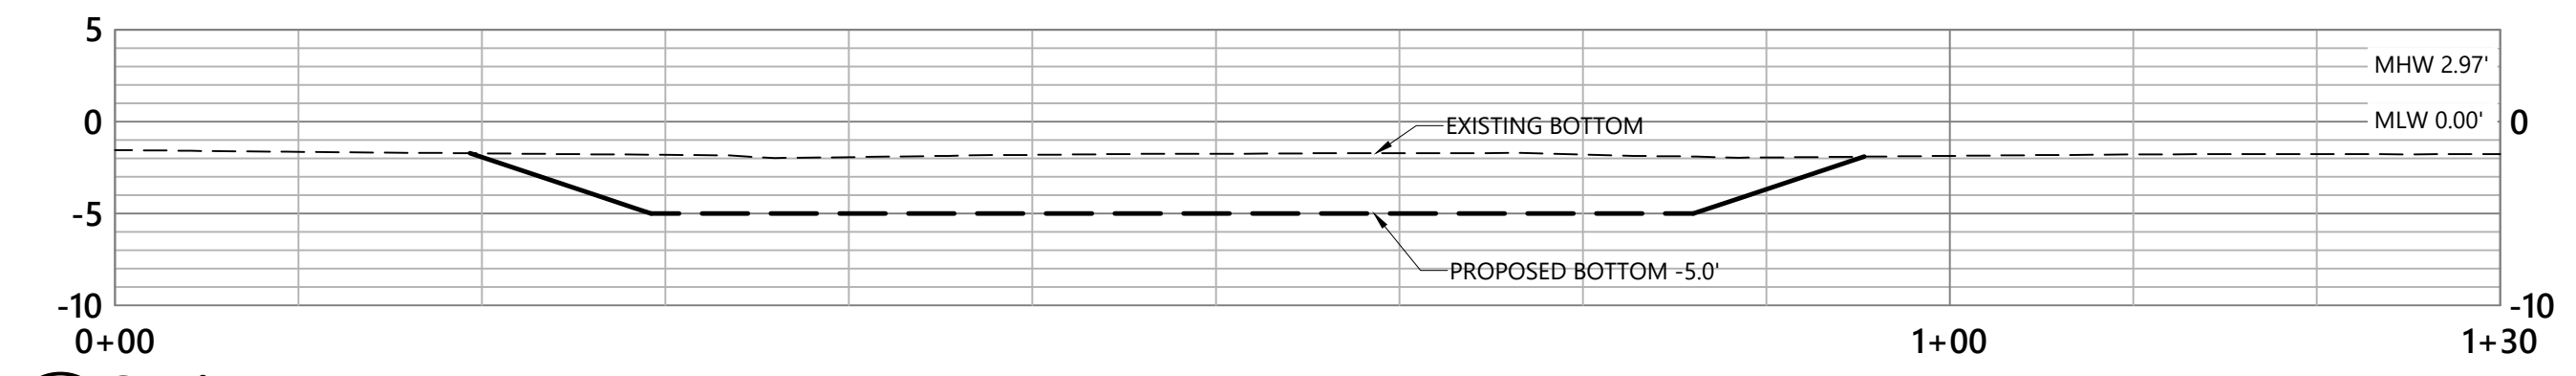 5
MHW 2.97'
0
EXISTING BOTTOM
MLW 0.00'
0
-5
PROPOSED BOTTOM -5.0'
-10
-10
0+00
1+00
1+30